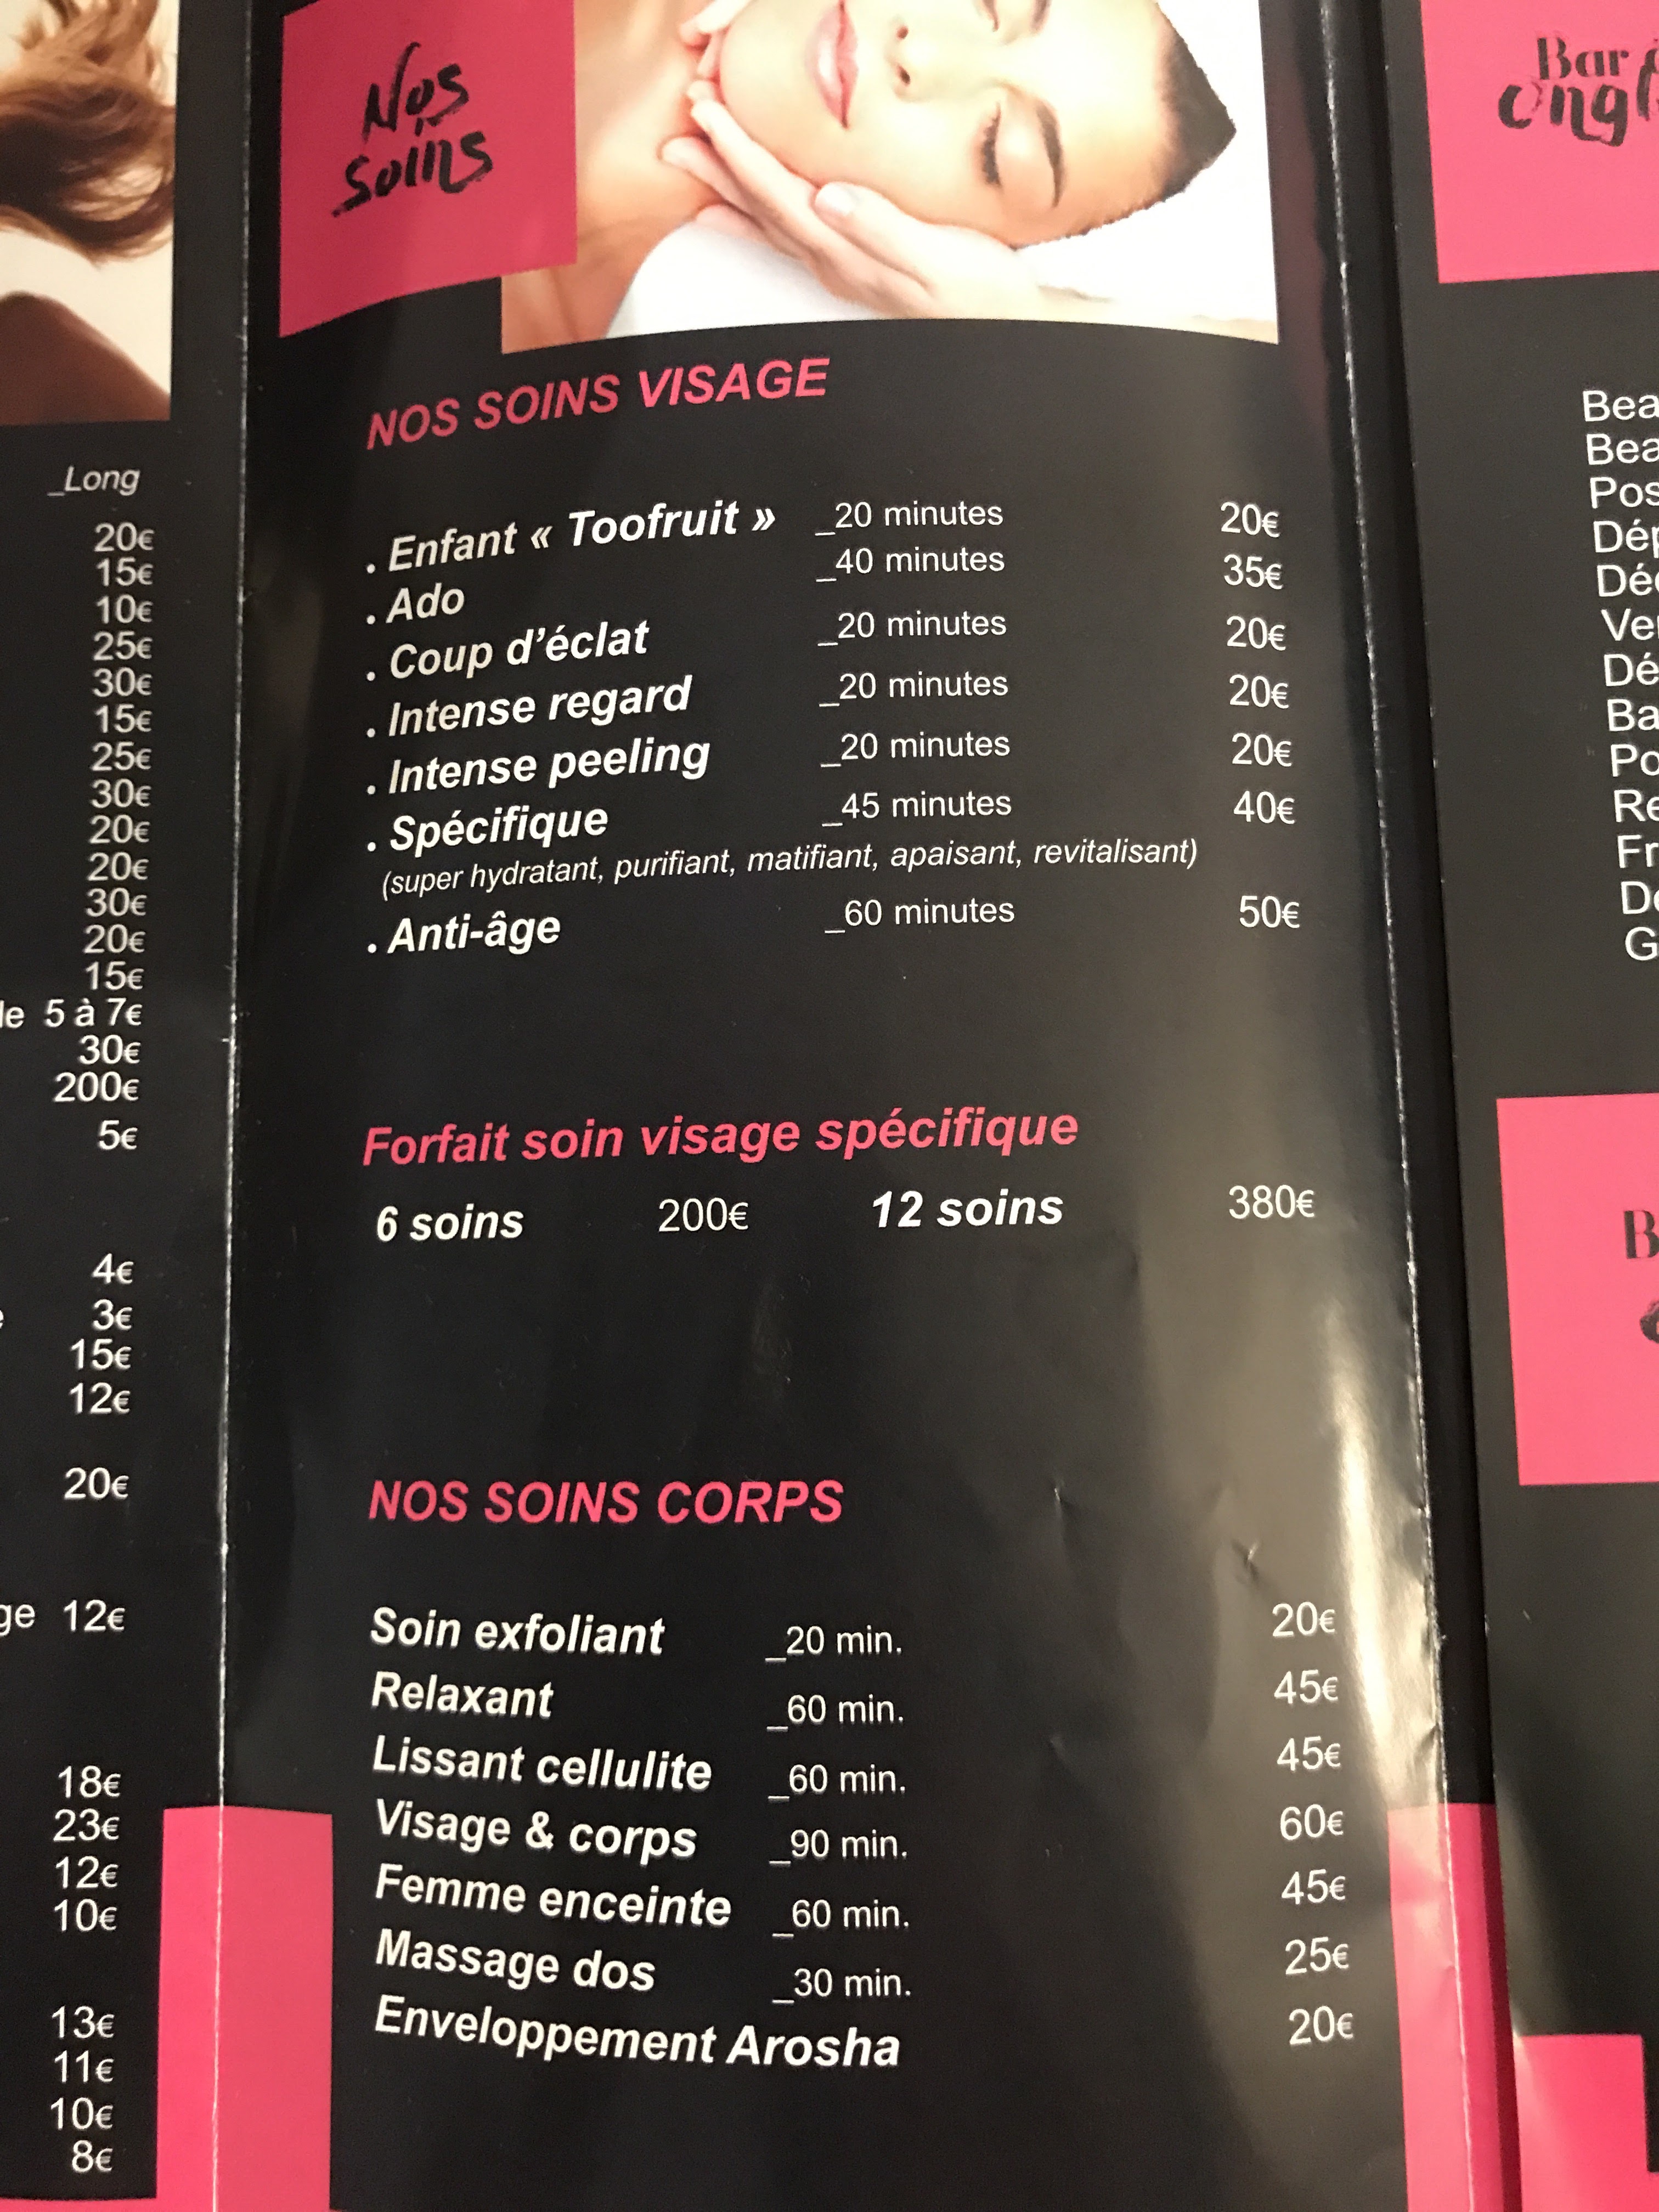 _Long
20€
15€
10€
25€
30€
15€
25€
30€
20€
20€
30€
20€
15€
5 à 7€
30€
200€
5€
4€
3€
15€
12€
20€
12€
18€
23€
12€
10€
13€
11€
10€
8€
Nos
soins
NOS SOINS VISAGE
. Enfant « Toofruit » _20 minutes 20€
. Ado _40 minutes 35€
. Coup d'éclat _20 minutes 20€
. Intense regard _20 minutes 20€
. Intense peeling _20 minutes 20€
. Spécifique _45 minutes 40€
(super hydratant, purifiant, matifiant, apaisant, revitalisant)
. Anti-âge _60 minutes 50€
Forfait soin visage spécifique
6 soins 200€ 12 soins 380€
NOS SOINS CORPS
Soin exfoliant _20 min. 20€
Relaxant _60 min. 45€
Lissant cellulite _60 min. 45€
Visage & corps _90 min. 60€
Femme enceinte _60 min. 45€
Massage dos _30 min. 25€
Enveloppement Arosha 20€
Bar